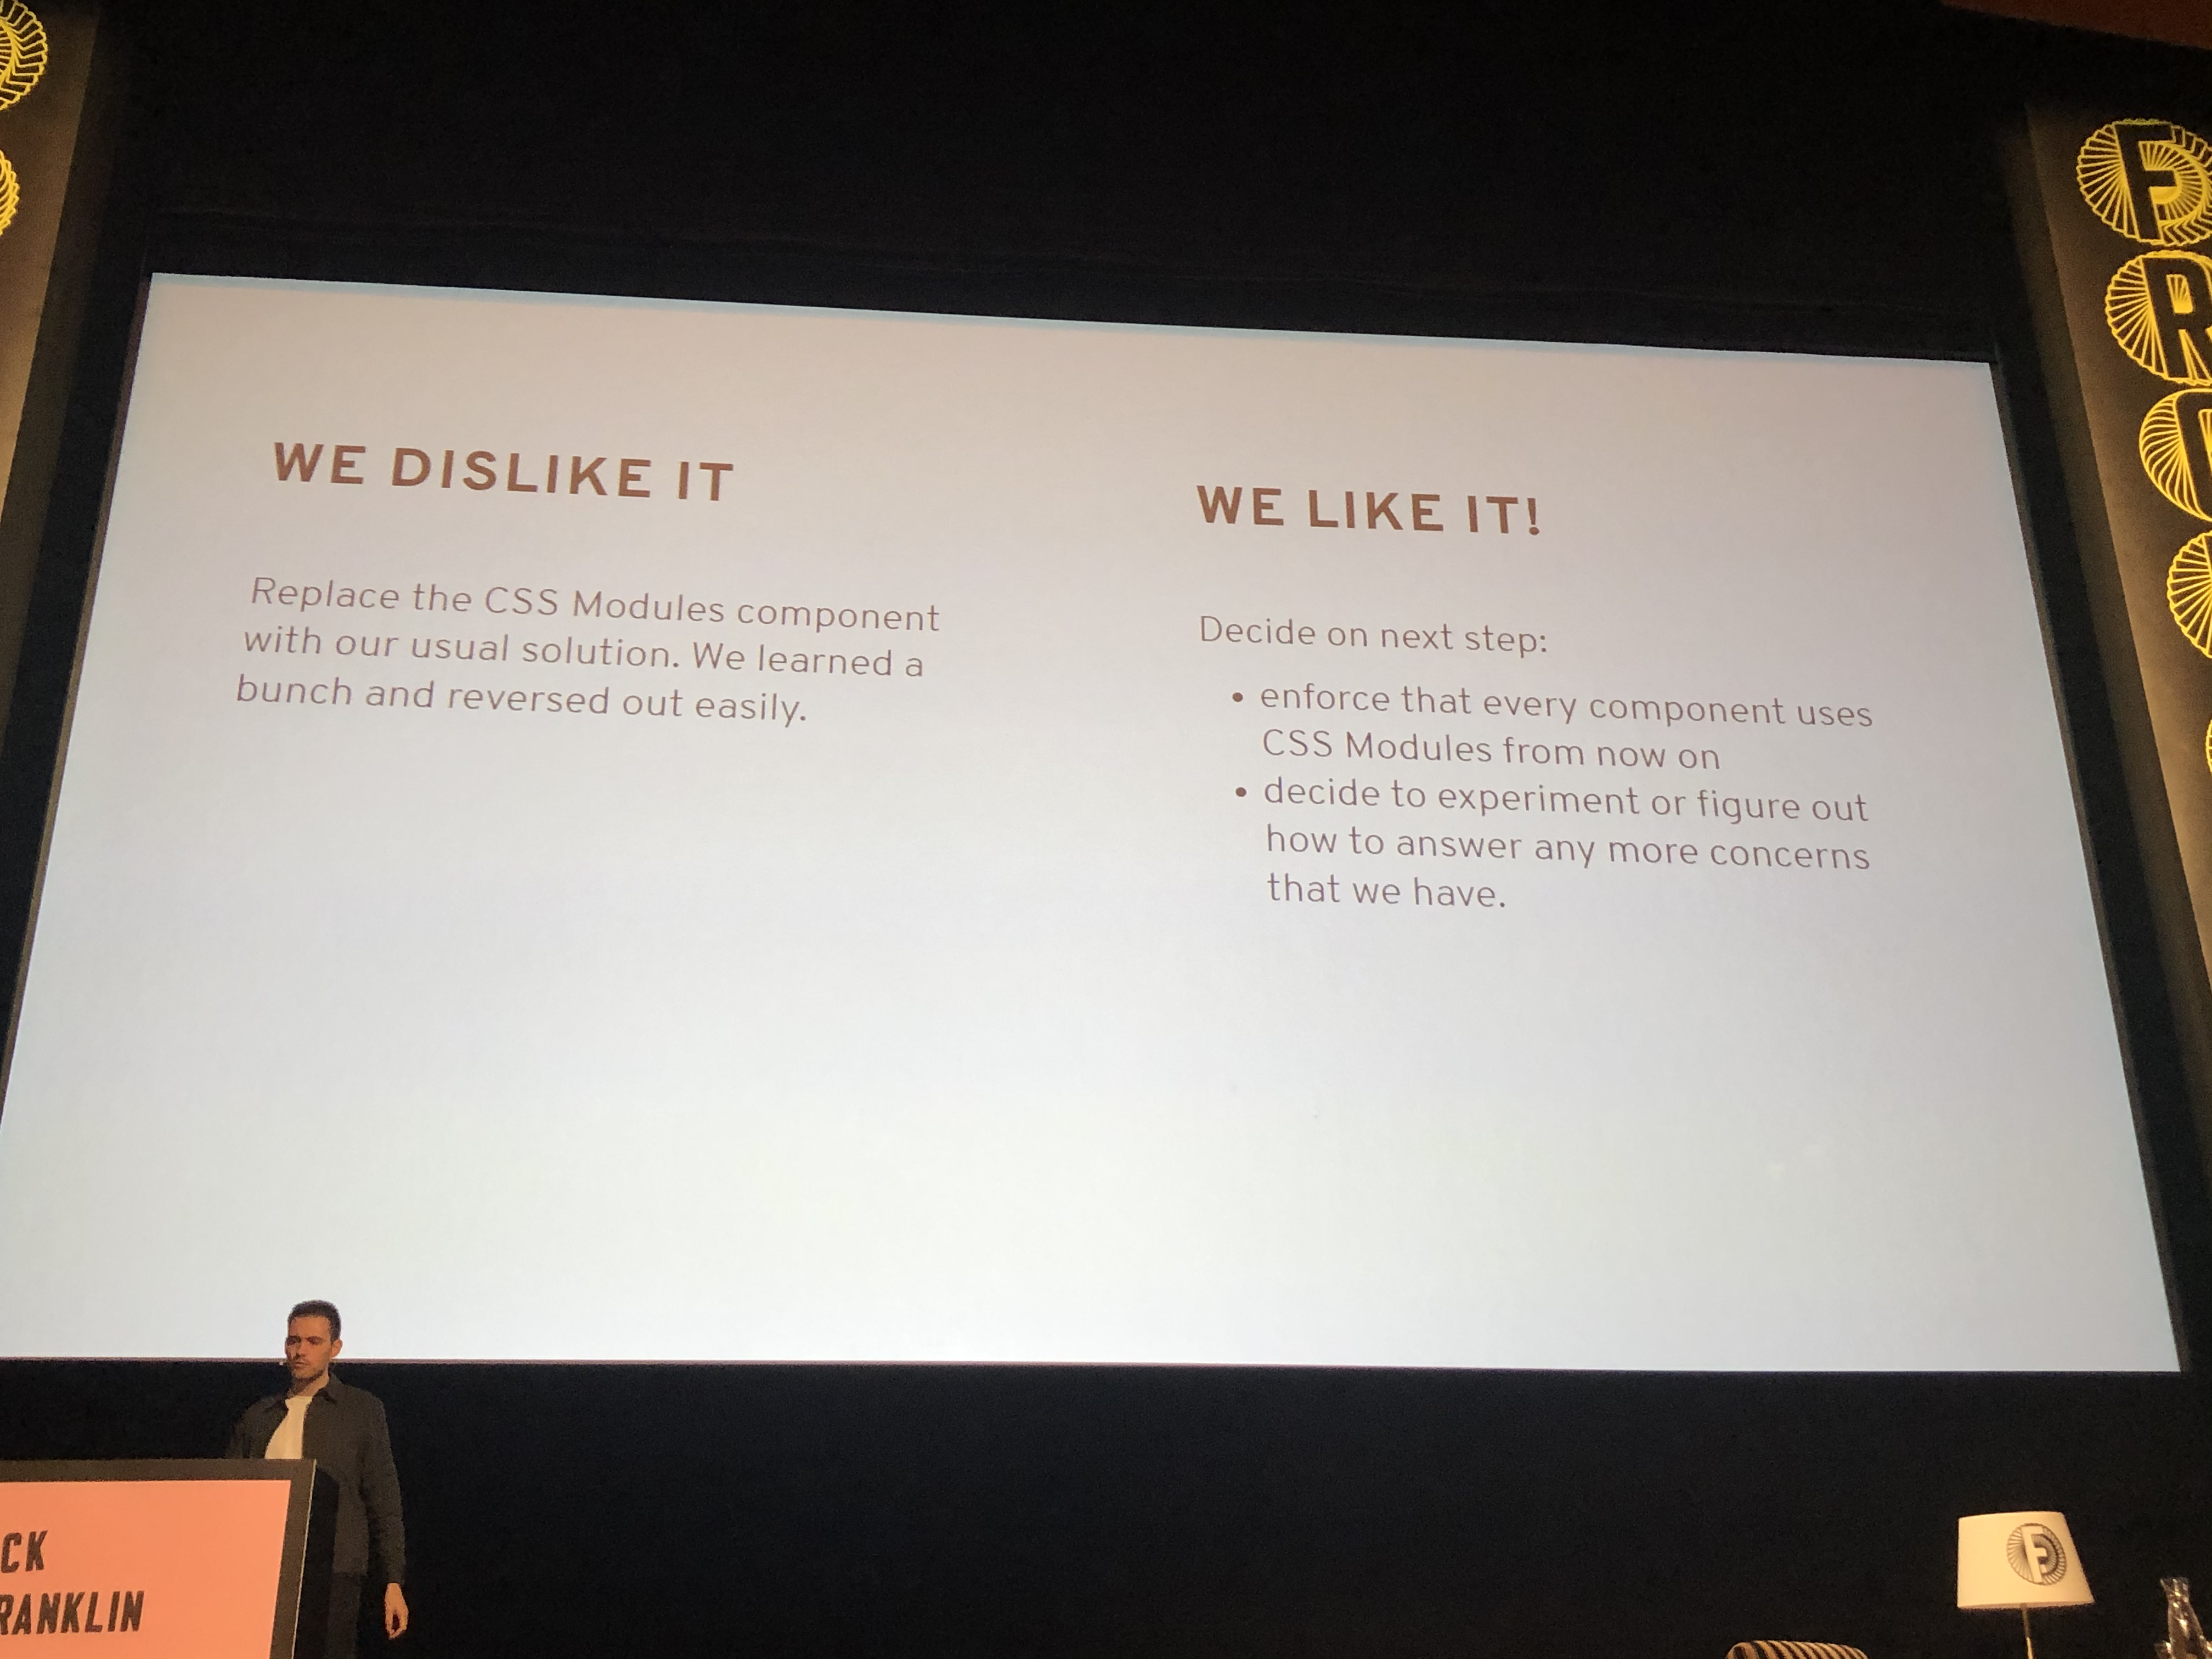 WE DISLIKE IT
Replace the CSS Modules component
with our usual solution. We learned a
bunch and reversed out easily.
WE LIKE IT!
Decide on next step:
• enforce that every component uses
CSS Modules from now on
• decide to experiment or figure out
how to answer any more concerns
that we have.
F
R
CK
RANKLIN
F